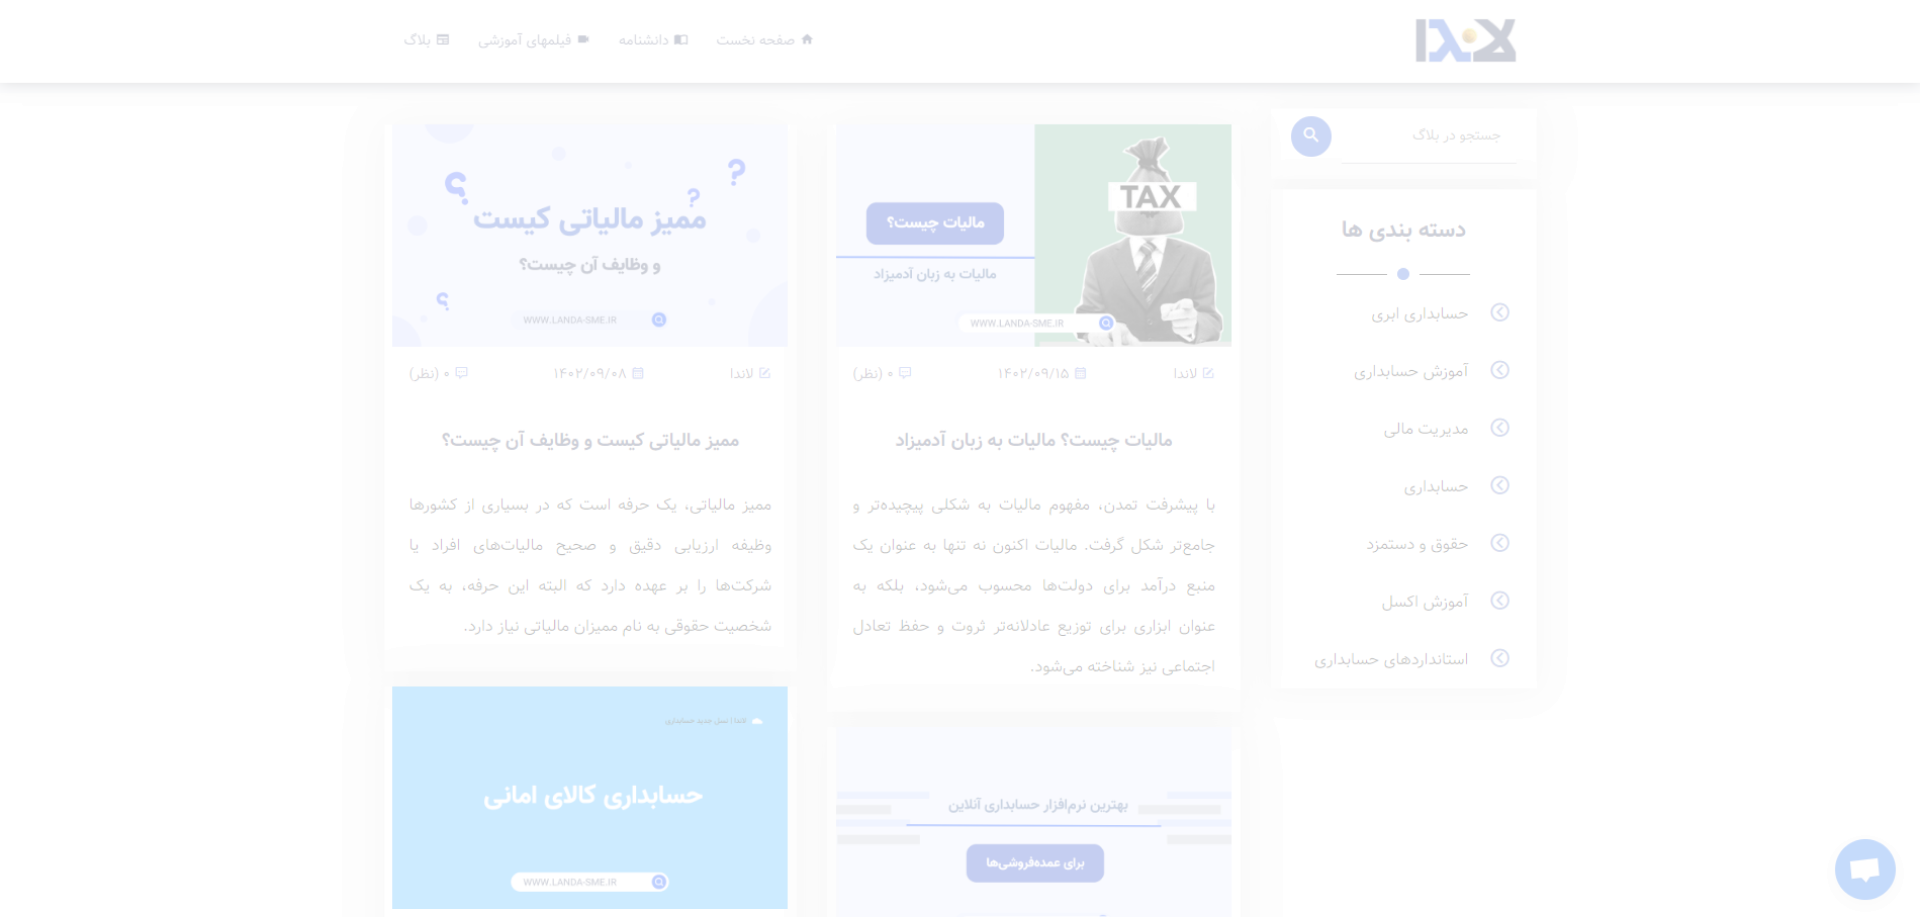 صفحه نخست
دانشنامه
فیلمهای آموزشی
بلاگ
لاندا
جستجو در بلاگ
دسته بندی ها
حسابداری ابری
آموزش حسابداری
مدیریت مالی
حسابداری
حقوق و دستمزد
آموزش اکسل
استانداردهای حسابداری
TAX
مالیات چیست؟
مالیات به زبان آدمیزاد
WWW.LANDA-SME.IR
لاندا
۱۴۰۲/۰۹/۱۵
۰ (نظر)
مالیات چیست؟ مالیات به زبان آدمیزاد
با پیشرفت تمدن، مفهوم مالیات به شکلی پیچیده‌تر و
جامع‌تر شکل گرفت. مالیات اکنون نه تنها به عنوان یک
منبع درآمد برای دولت‌ها محسوب می‌شود، بلکه به
عنوان ابزاری برای توزیع عادلانه‌تر ثروت و حفظ تعادل
اجتماعی نیز شناخته می‌شود.
بهترین نرم‌افزار حسابداری آنلاین
برای عمده‌فروشی‌ها
ممیز مالیاتی کیست
و وظایف آن چیست؟
WWW.LANDA-SME.IR
لاندا
۱۴۰۲/۰۹/۰۸
۰ (نظر)
ممیز مالیاتی کیست و وظایف آن چیست؟
ممیز مالیاتی، یک حرفه است که در بسیاری از کشورها
وظیفه ارزیابی دقیق و صحیح مالیات‌های افراد یا
شرکت‌ها را بر عهده دارد که البته این حرفه، به یک
شخصیت حقوقی به نام ممیزان مالیاتی نیاز دارد.
لاندا | نسل جدید حسابداری
حسابداری کالای امانی
WWW.LANDA-SME.IR